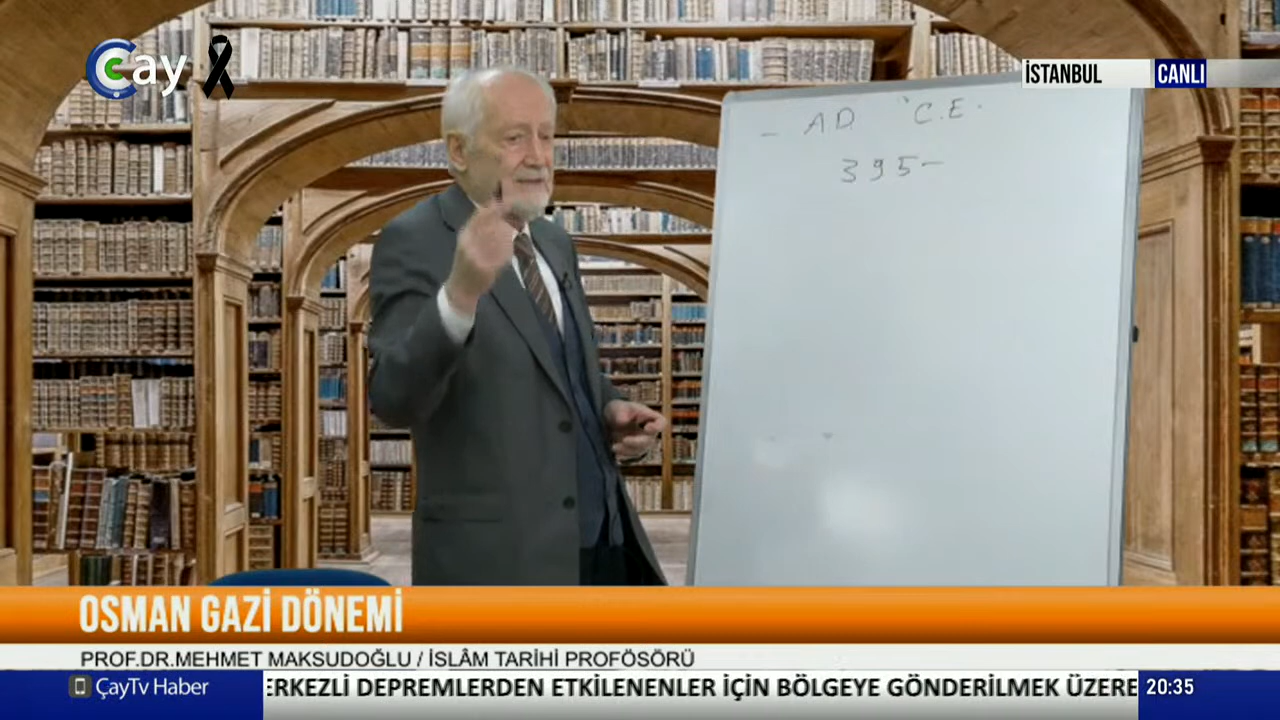 Çay
İSTANBUL CANLI
- AD C.E.
395-
OSMAN GAZİ DÖNEMİ
PROF.DR.MEHMET MAKSUDOĞLU / İSLÂM TARİHİ PROFÖSÖRÜ
ÇayTv Haber
ERKEZLİ DEPREMLERDEN ETKİLENENLER İÇİN BÖLGEYE GÖNDERİLMEK ÜZERE
20:35